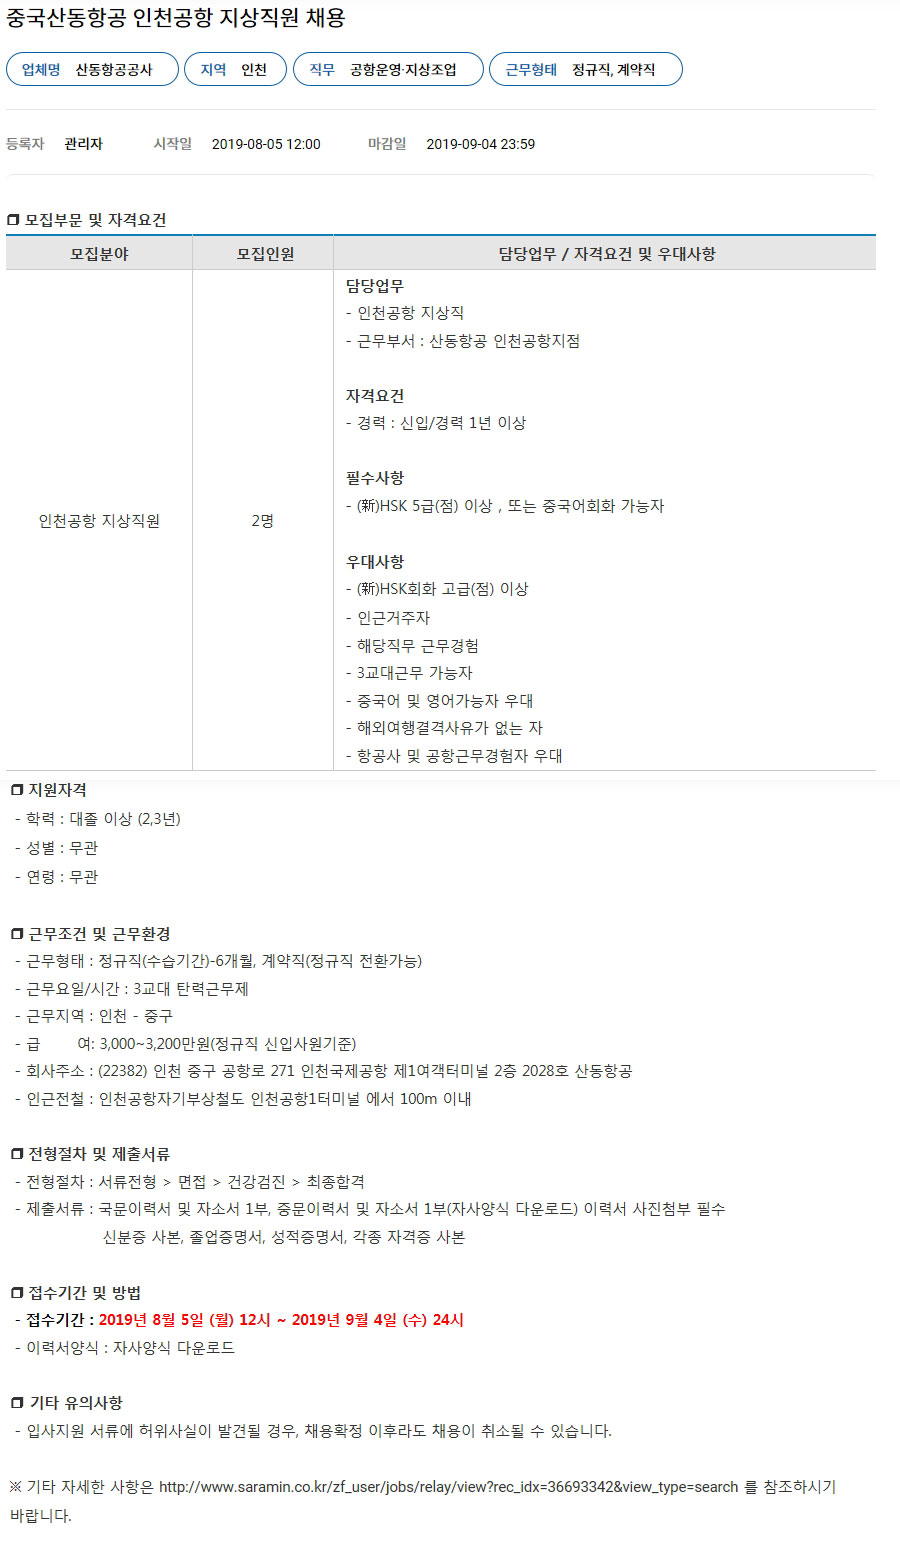 중국산동항공 인천공항 지상직원 채용
업체명 산동항공공사 지역 인천 직무 공항운영·지상조업 근무형태 정규직, 계약직
등록자 관리자 시작일 2019-08-05 12:00 마감일 2019-09-04 23:59
❒ 모집부문 및 자격요건
모집분야 모집인원 담당업무 / 자격요건 및 우대사항
담당업무
- 인천공항 지상직
- 근무부서 : 산동항공 인천공항지점
자격요건
- 경력 : 신입/경력 1년 이상
필수사항
- (新)HSK 5급(점) 이상 , 또는 중국어회화 가능자
인천공항 지상직원 2명
우대사항
- (新)HSK회화 고급(점) 이상
- 인근거주자
- 해당직무 근무경험
- 3교대근무 가능자
- 중국어 및 영어가능자 우대
- 해외여행결격사유가 없는 자
- 항공사 및 공항근무경험자 우대
❒ 지원자격
- 학력 : 대졸 이상 (2,3년)
- 성별 : 무관
- 연령 : 무관
❒ 근무조건 및 근무환경
- 근무형태 : 정규직(수습기간)-6개월, 계약직(정규직 전환가능)
- 근무요일/시간 : 3교대 탄력근무제
- 근무지역 : 인천 - 중구
- 급 여: 3,000~3,200만원(정규직 신입사원기준)
- 회사주소 : (22382) 인천 중구 공항로 271 인천국제공항 제1여객터미널 2층 2028호 산동항공
- 인근전철 : 인천공항자기부상철도 인천공항1터미널 에서 100m 이내
❒ 전형절차 및 제출서류
- 전형절차 : 서류전형 > 면접 > 건강검진 > 최종합격
- 제출서류 : 국문이력서 및 자소서 1부, 중문이력서 및 자소서 1부(자사양식 다운로드) 이력서 사진첨부 필수
신분증 사본, 졸업증명서, 성적증명서, 각종 자격증 사본
❒ 접수기간 및 방법
- 접수기간 : 2019년 8월 5일 (월) 12시 ~ 2019년 9월 4일 (수) 24시
- 이력서양식 : 자사양식 다운로드
❒ 기타 유의사항
- 입사지원 서류에 허위사실이 발견될 경우, 채용확정 이후라도 채용이 취소될 수 있습니다.
※ 기타 자세한 사항은 http://www.saramin.co.kr/zf_user/jobs/relay/view?rec_idx=36693342&view_type=search 를 참조하시기
바랍니다.